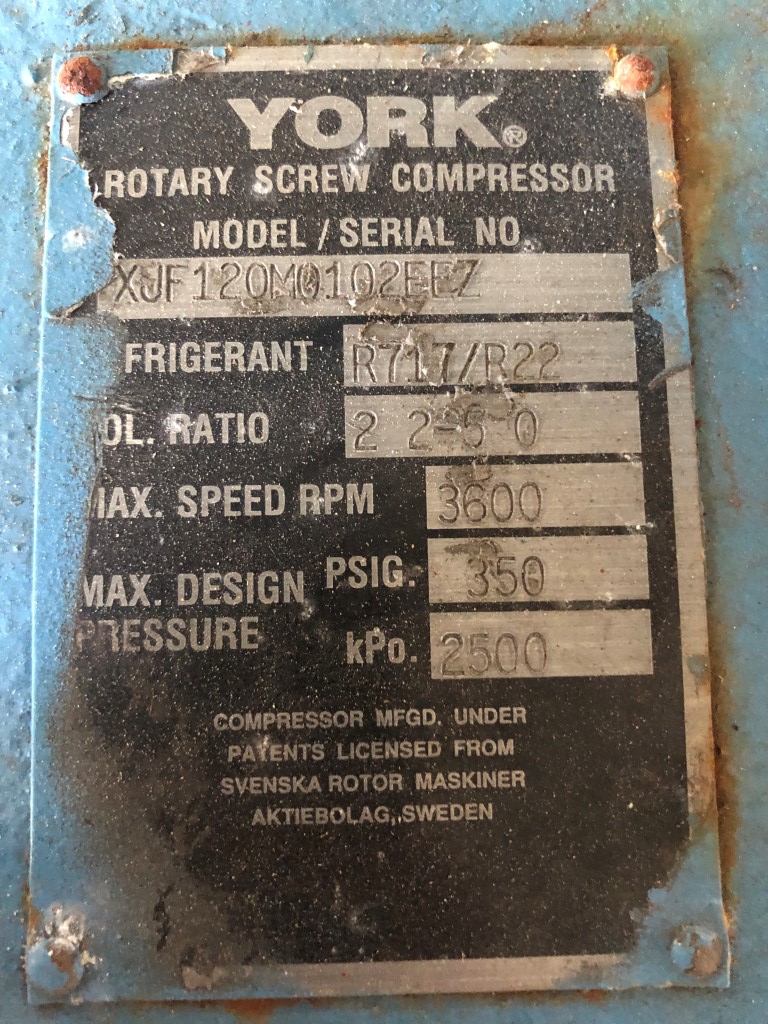 YORK®
ROTARY SCREW COMPRESSOR
MODEL / SERIAL NO.
XJF120M0102EEZ
FRIGERANT R717/R22
OL. RATIO 2 2-5 0
MAX. SPEED RPM 3600
MAX. DESIGN PRESSURE PSIG. 350
kPo. 2500
COMPRESSOR MFGD. UNDER
PATENTS LICENSED FROM
SVENSKA ROTOR MASKINER
AKTIEBOLAG, SWEDEN